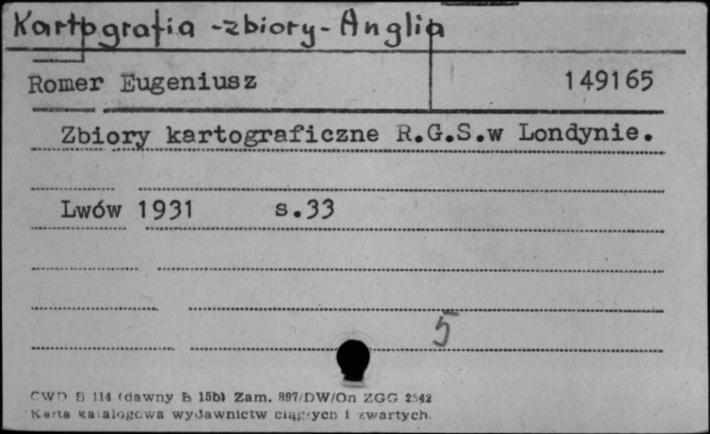 Kartografia - zbiory - Anglia
Romer Eugeniusz 149165
Zbiory kartograficzne R.G.S.w Londynie.
Lwów 1931 s.33
5
CWD B 114 (dawny B 15b) Zam. 897/DW/On ZGG 2542
Karta katalogowa wydawnictw ciągłych i zwartych.